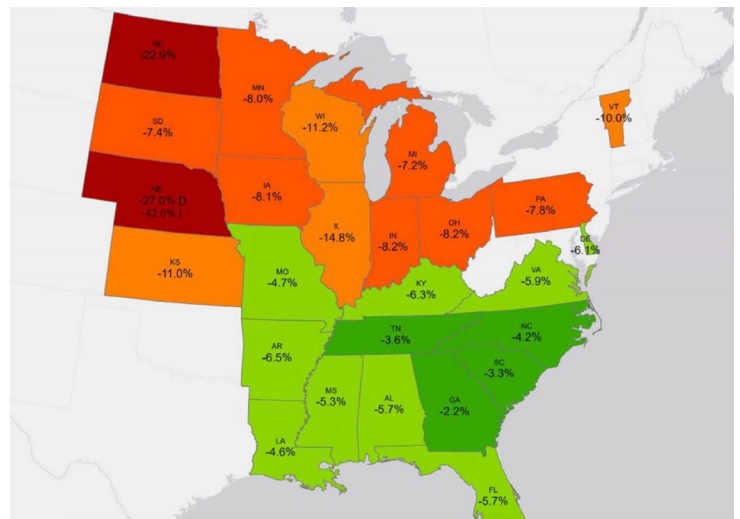 ND
-22.9%
MN
-8.0%
WI
-11.2%
VT
-10.0%
SD
-7.4%
MI
-7.2%
NE
-27.0% D
-42.0% I
IA
-8.1%
PA
-7.8%
IL
-14.8%
IN
-8.2%
OH
-8.2%
DE
-6.1%
KS
-11.0%
MO
-4.7%
KY
-6.3%
VA
-5.9%
TN
-3.6%
NC
-4.2%
AR
-6.5%
SC
-3.3%
MS
-5.3%
AL
-5.7%
GA
-2.2%
LA
-4.6%
FL
-5.7%